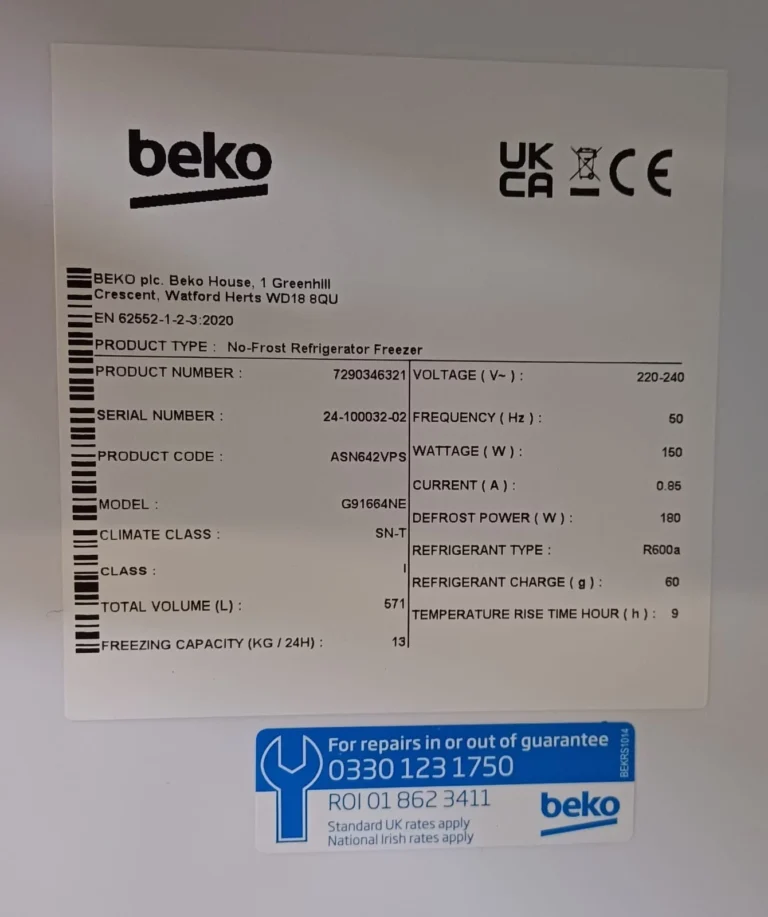 beko
UK
CA
CE
BEKO plc. Beko House, 1 Greenhill
Crescent, Watford Herts WD18 8QU
EN 62552-1-2-3:2020
PRODUCT TYPE : No-Frost Refrigerator Freezer
PRODUCT NUMBER : 7290346321
SERIAL NUMBER : 24-100032-02
PRODUCT CODE : ASN642VPS
MODEL : G91664NE
CLIMATE CLASS : SN-T
CLASS : I
TOTAL VOLUME (L) : 571
FREEZING CAPACITY (KG / 24H) : 13
VOLTAGE ( V~ ) : 220-240
FREQUENCY ( Hz ) : 50
WATTAGE ( W ) : 150
CURRENT ( A ) : 0.85
DEFROST POWER ( W ) : 180
REFRIGERANT TYPE : R600a
REFRIGERANT CHARGE ( g ) : 60
TEMPERATURE RISE TIME HOUR ( h ) : 9
For repairs in or out of guarantee
0330 123 1750
ROI 01 862 3411
Standard UK rates apply
National Irish rates apply
beko
BEKRS1014